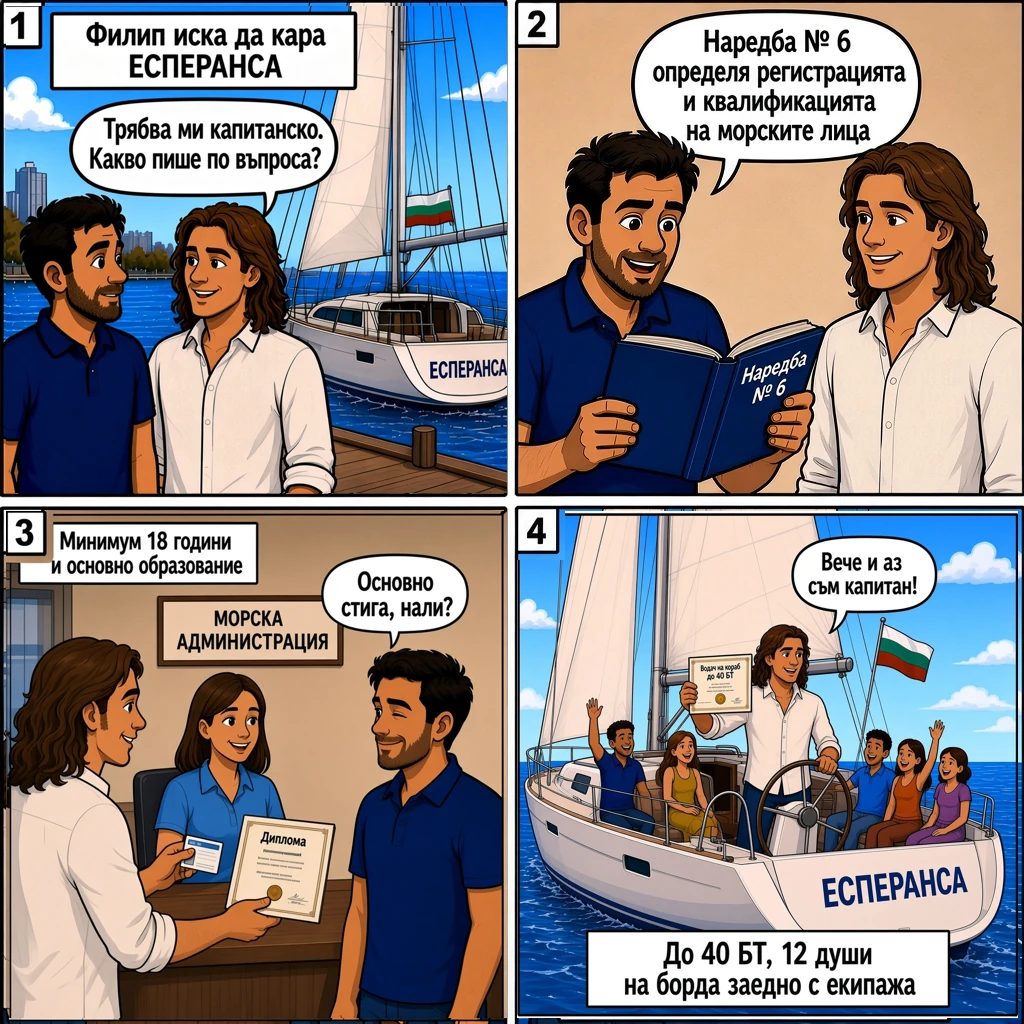 1
Филип иска да кара
ЕСПЕРАНСА
Трябва ми капитанско.
Какво пише по въпроса?
ЕСПЕРАНСА
2
Наредба № 6
определя регистрацията
и квалификацията
на морските лица
Наредба
№ 6
3
Минимум 18 години
и основно образование
Основно
стига, нали?
МОРСКА
АДМИНИСТРАЦИЯ
Диплома
4
Вече и аз
съм капитан!
Водач на кораб
до 40 БТ
ЕСПЕРАНСА
До 40 БТ, 12 души
на борда заедно с екипажа